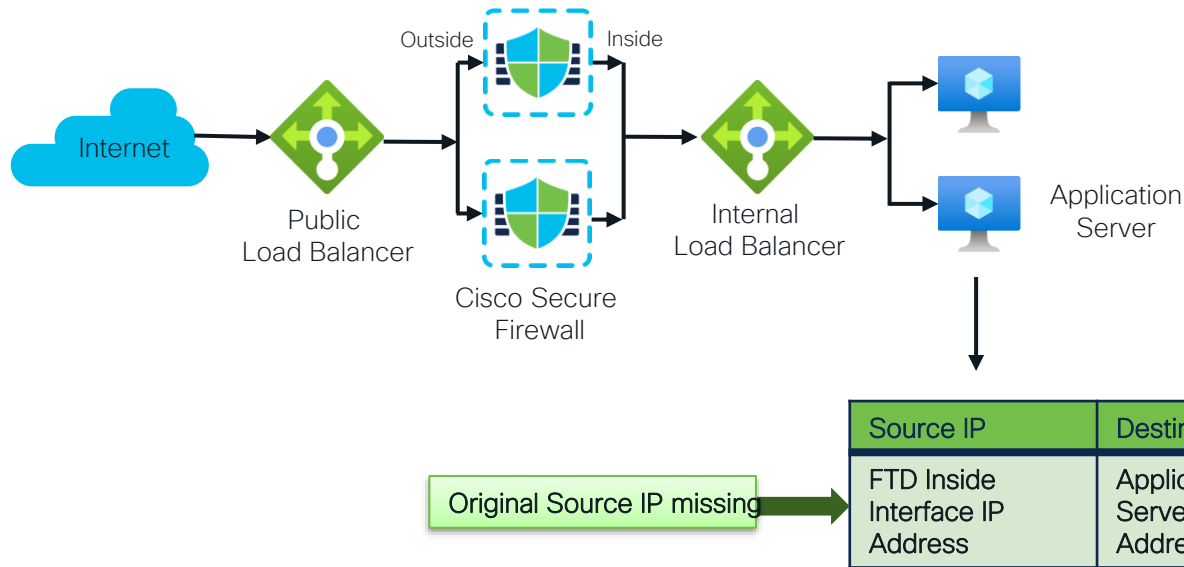 Outside
Inside
Internet
Public
Load Balancer
Internal
Load Balancer
Application
Server
Cisco Secure
Firewall
Original Source IP missing
Source IP
FTD Inside
Interface IP
Address